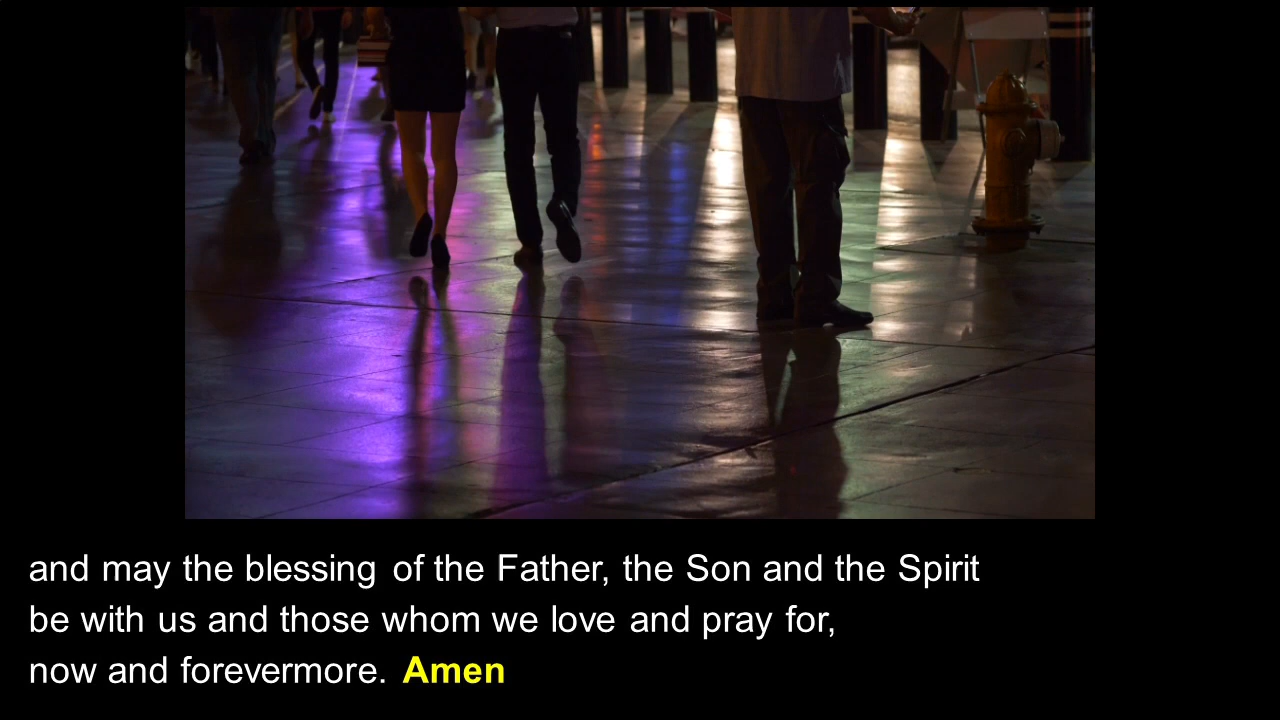 and may the blessing of the Father, the Son and the Spirit
be with us and those whom we love and pray for,
now and forevermore. Amen